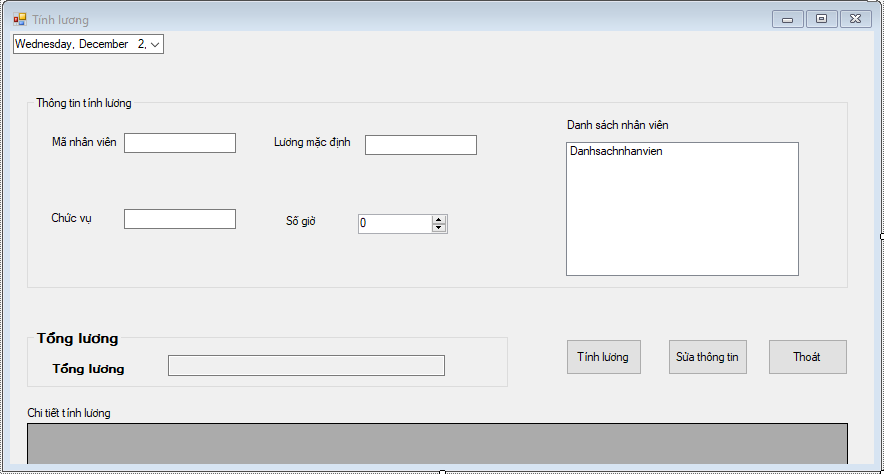 Tính lương
Wednesday, December 2,
Thông tin tính lương
Mã nhân viên
Lương mặc định
Danh sách nhân viên
Danhsachnhanvien
Chức vụ
Số giờ
0
Tổng lương
Tổng lương
Tính lương
Sửa thông tin
Thoát
Chi tiết tính lương